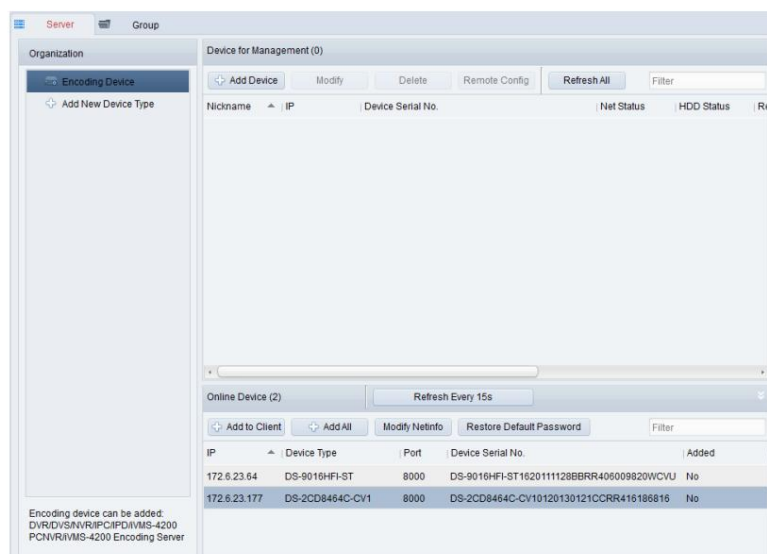 Server
Group
Organization
Encoding Device
Add New Device Type
Encoding device can be added:
DVR/DVS/NVR/IPC/IPD/iVMS-4200
PCNVR/iVMS-4200 Encoding Server
Device for Management (0)
Add Device Modify Delete Remote Config Refresh All Filter
Nickname IP Device Serial No. Net Status HDD Status Re
Online Device (2) Refresh Every 15s
Add to Client Add All Modify Netinfo Restore Default Password Filter
IP Device Type Port Device Serial No. Added
172.6.23.64 DS-9016HFI-ST 8000 DS-9016HFI-ST1620111128BBRR406009820WCVU No
172.6.23.177 DS-2CD8464C-CV1 8000 DS-2CD8464C-CV10120130121CCRR416186816 No